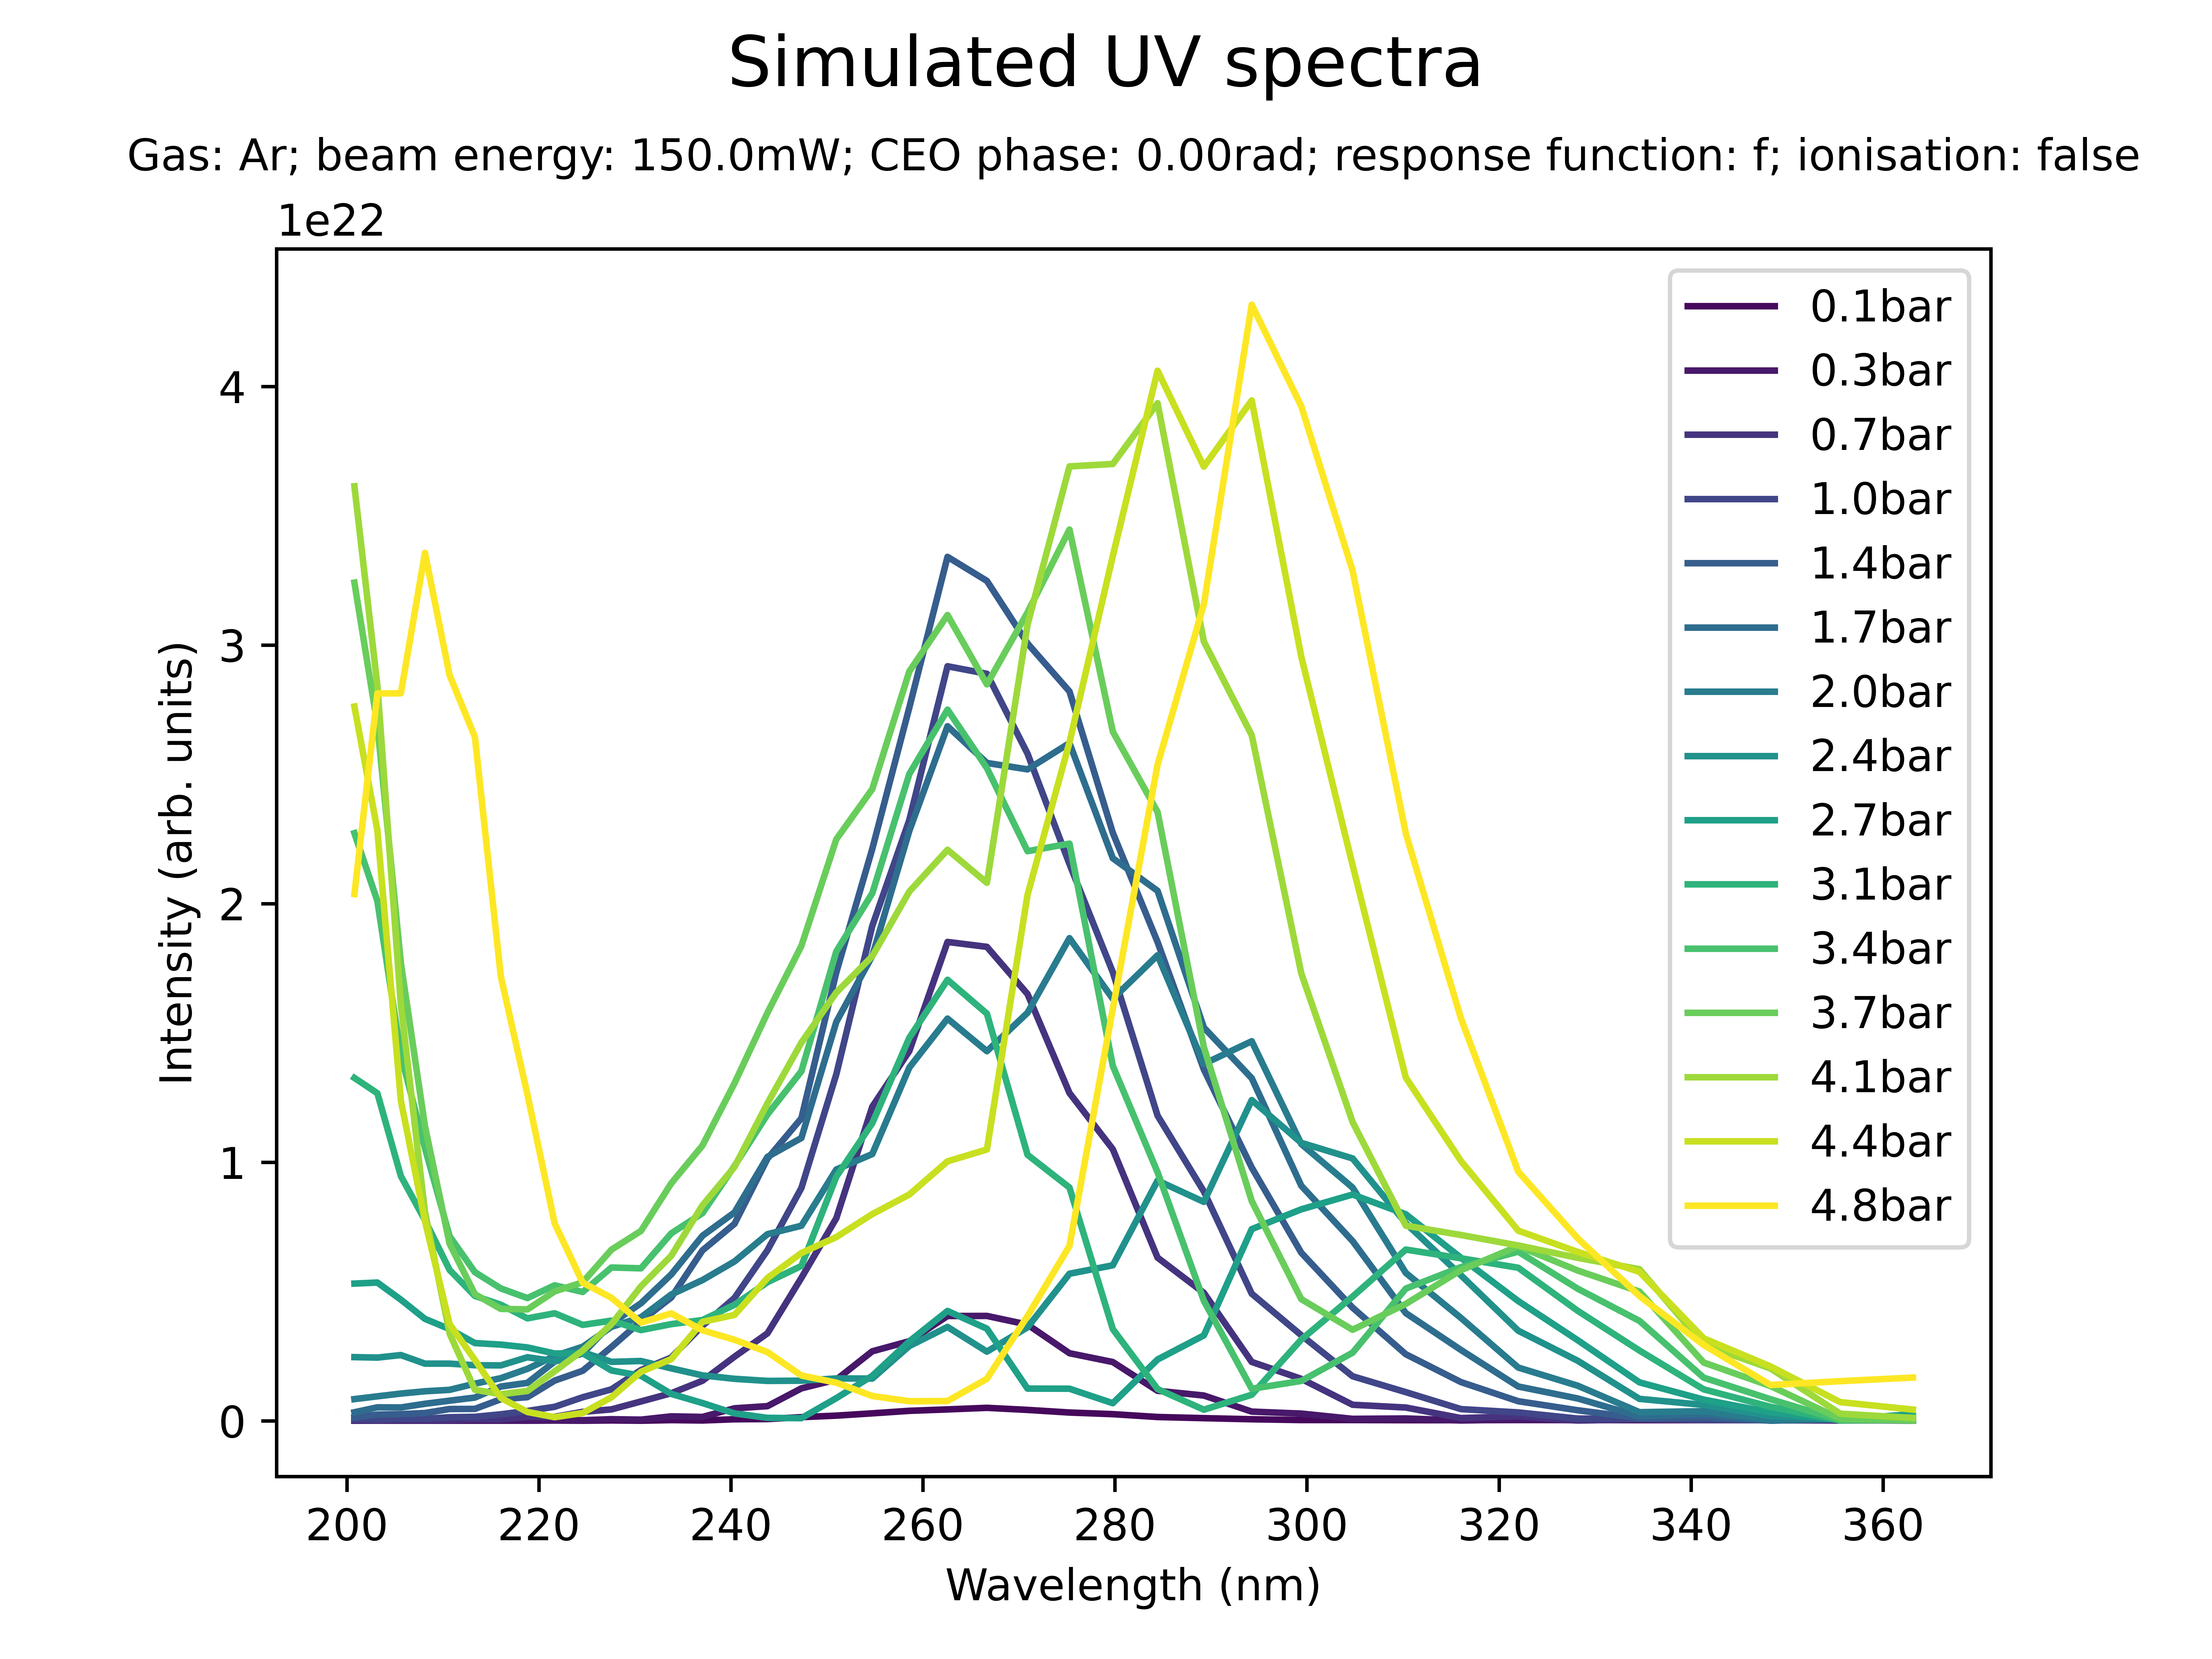 Simulated UV spectra
Gas: Ar; beam energy: 150.0mW; CEO phase: 0.00rad; response function: f; ionisation: false
1e22
4
3
2
1
0
Intensity (arb. units)
200 220 240 260 280 300 320 340 360
Wavelength (nm)
0.1bar
0.3bar
0.7bar
1.0bar
1.4bar
1.7bar
2.0bar
2.4bar
2.7bar
3.1bar
3.4bar
3.7bar
4.1bar
4.4bar
4.8bar